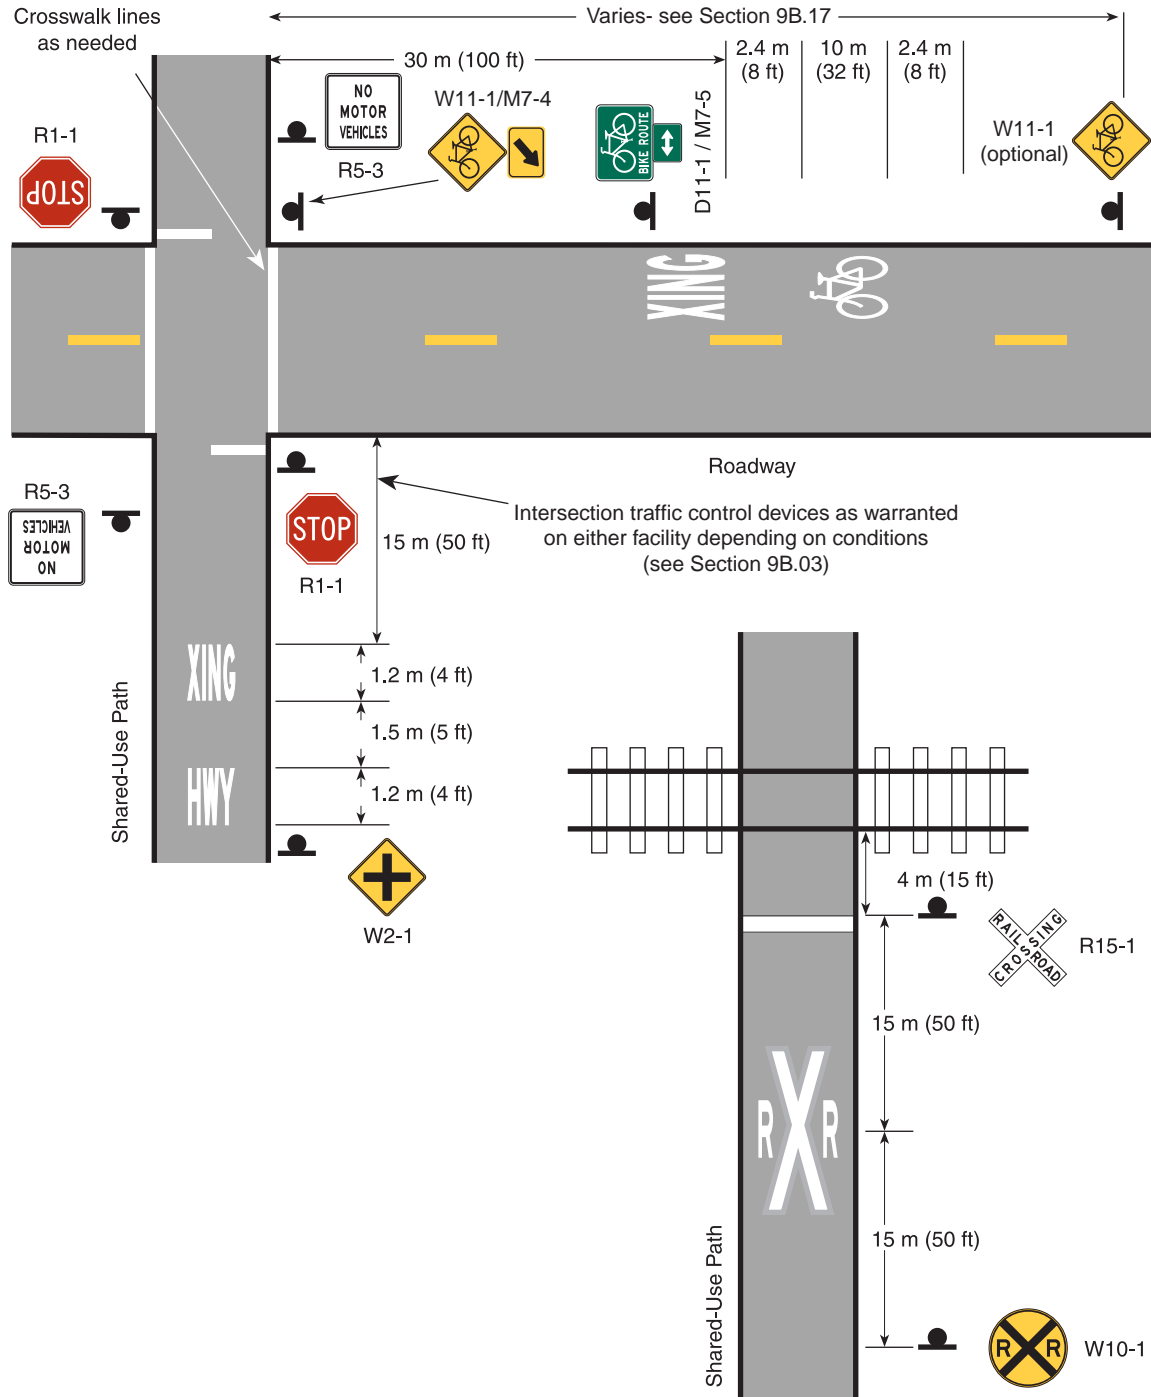 Crosswalk lines
as needed
Varies- see Section 9B.17
30 m (100 ft)
2.4 m
(8 ft)
10 m
(32 ft)
2.4 m
(8 ft)
R1-1
STOP
NO
MOTOR
VEHICLES
R5-3
W11-1/M7-4
BIKE ROUTE
D11-1 / M7-5
W11-1
(optional)
XING
Roadway
R5-3
NO
MOTOR
VEHICLES
STOP
R1-1
15 m (50 ft)
Intersection traffic control devices as warranted
on either facility depending on conditions
(see Section 9B.03)
XING
1.2 m (4 ft)
1.5 m (5 ft)
HWY
1.2 m (4 ft)
Shared-Use Path
W2-1
4 m (15 ft)
RAIL ROAD
CROSSING
R15-1
15 m (50 ft)
R X R
15 m (50 ft)
Shared-Use Path
R R
W10-1